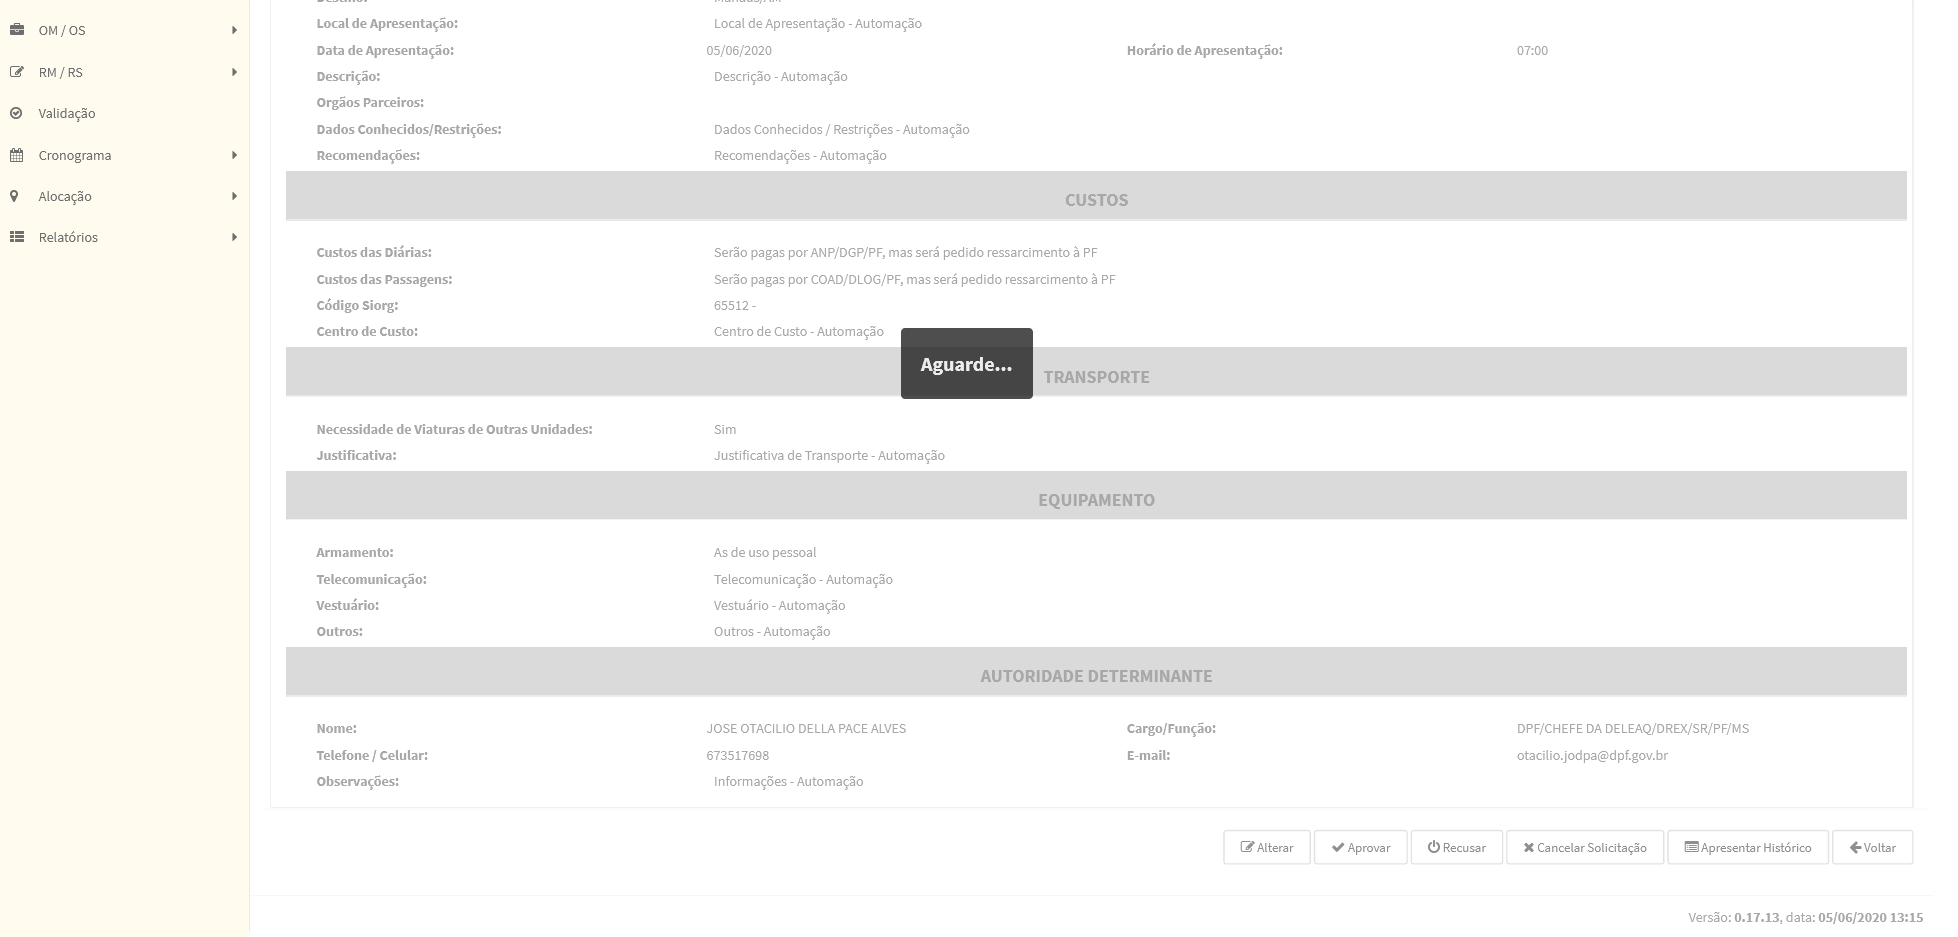 OM / OS
RM / RS
Validação
Cronograma
Alocação
Relatórios
Local de Apresentação: Local de Apresentação - Automação
Data de Apresentação: 05/06/2020 Horário de Apresentação: 07:00
Descrição: Descrição - Automação
Orgãos Parceiros:
Dados Conhecidos/Restrições: Dados Conhecidos / Restrições - Automação
Recomendações: Recomendações - Automação
CUSTOS
Custos das Diárias: Serão pagas por ANP/DGP/PF, mas será pedido ressarcimento à PF
Custos das Passagens: Serão pagas por COAD/DLOG/PF, mas será pedido ressarcimento à PF
Código Siorg: 65512 -
Centro de Custo: Centro de Custo - Automação
Aguarde...
TRANSPORTE
Necessidade de Viaturas de Outras Unidades: Sim
Justificativa: Justificativa de Transporte - Automação
EQUIPAMENTO
Armamento: As de uso pessoal
Telecomunicação: Telecomunicação - Automação
Vestuário: Vestuário - Automação
Outros: Outros - Automação
AUTORIDADE DETERMINANTE
Nome: JOSE OTACILIO DELLA PACE ALVES Cargo/Função: DPF/CHEFE DA DELEAQ/DREX/SR/PF/MS
Telefone / Celular: 673517698 E-mail: otacilio.jodpa@dpf.gov.br
Observações: Informações - Automação
Alterar Aprovar Recusar Cancelar Solicitação Apresentar Histórico Voltar
Versão: 0.17.13, data: 05/06/2020 13:15